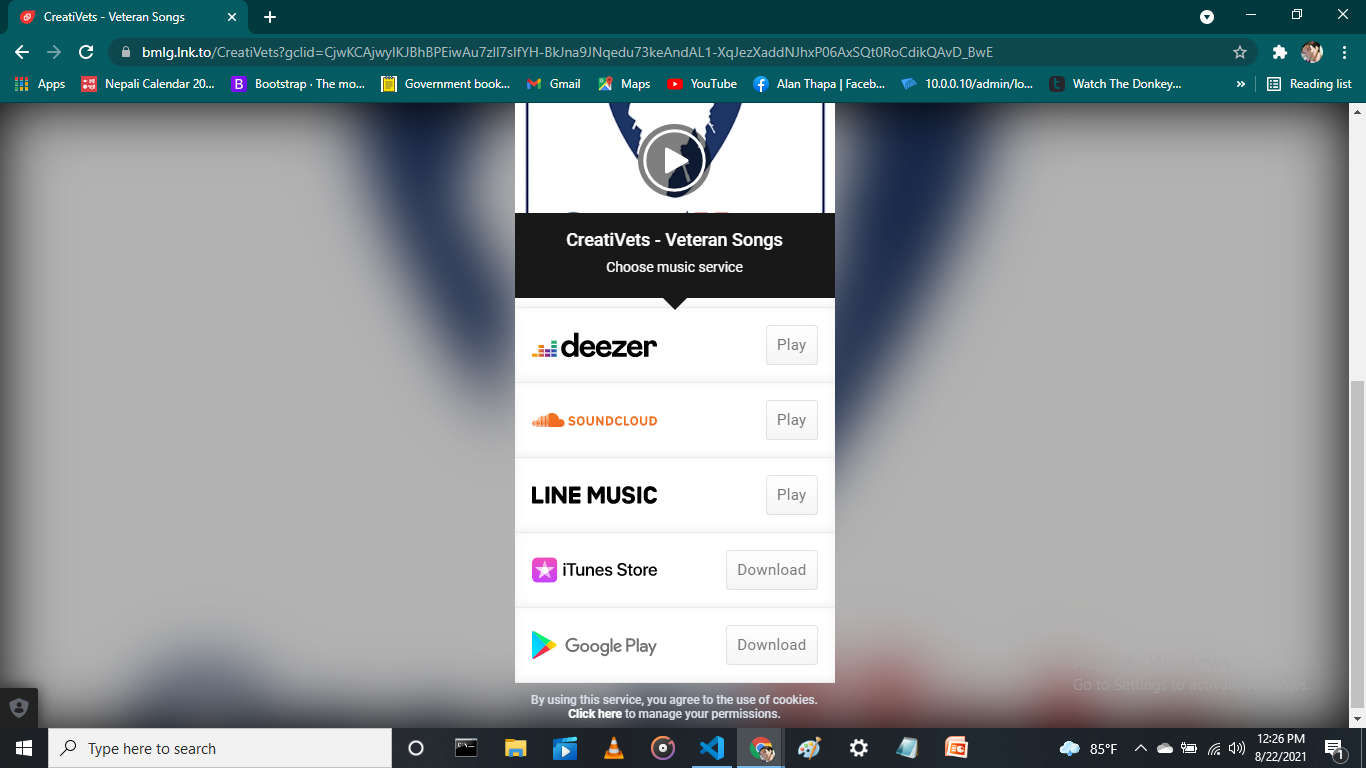 CreatiVets - Veteran Songs
bmlg.lnk.to/CreatiVets?gclid=CjwKCAjwyIKJBhBPEiwAu7zll7sIfYH-BkJna9JNqedu73keAndAL1-XqJezXaddNJhxP06AxSQt0RoCdikQAvD_BwE
Apps Nepali Calendar 20... Bootstrap · The mo... Government book... Gmail Maps YouTube Alan Thapa | Faceb... 10.0.0.10/admin/lo... Watch The Donkey... » Reading list
CreatiVets - Veteran Songs
Choose music service
deezer Play
SOUNDCLOUD Play
LINE MUSIC Play
iTunes Store Download
Google Play Download
Activate Windows
Go to Settings to activate Windows.
By using this service, you agree to the use of cookies.
Click here to manage your permissions.
Type here to search
85°F
12:26 PM
8/22/2021
1